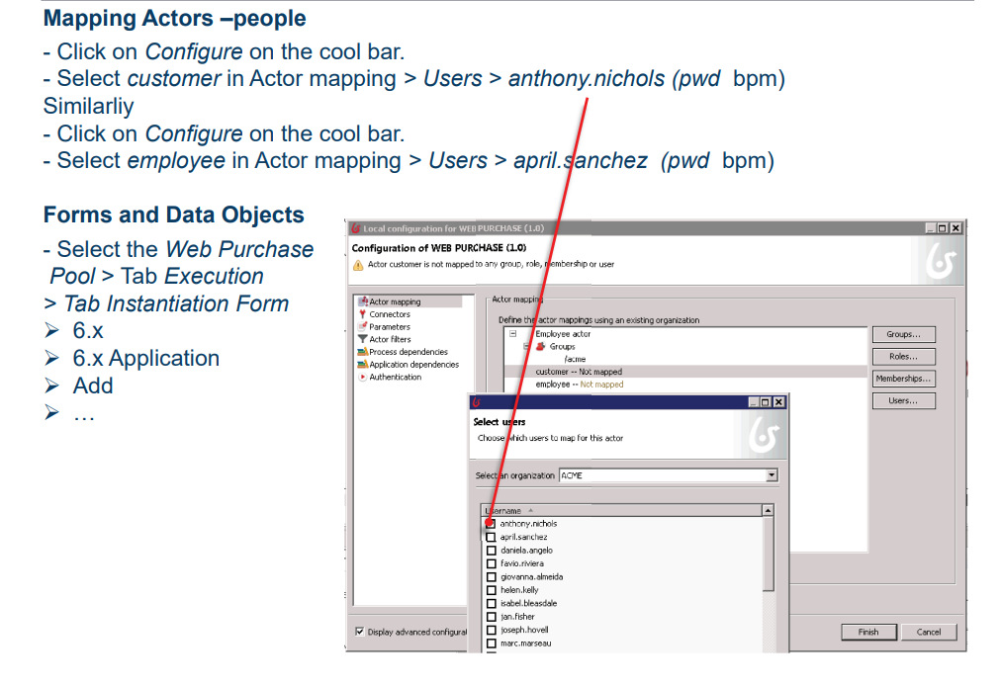 Mapping Actors –people
- Click on Configure on the cool bar.
- Select customer in Actor mapping > Users > anthony.nichols (pwd  bpm)
Similarliy
- Click on Configure on the cool bar.
- Select employee in Actor mapping > Users > april.sanchez  (pwd  bpm)
Forms and Data Objects
- Select the Web Purchase
Pool > Tab Execution
> Tab Instantiation Form
➢ 6.x
➢ 6.x Application
➢ Add
➢ …
Local configuration for WEB PURCHASE (1.0)
Configuration of WEB PURCHASE (1.0)
Actor customer is not mapped to any group, role, membership or user
Actor mapping
Connectors
Parameters
Actor filters
Process dependencies
Application dependencies
Authentication
Actor mapping
Define the actor mappings using an existing organization
Employee actor
Groups
/acme
customer -- Not mapped
employee -- Not mapped
Groups...
Roles...
Memberships...
Users...
Select users
Choose which users to map for this actor
Select an organization ACME
Username
anthony.nichols
april.sanchez
daniela.angelo
favio.riviera
giovanna.almeida
helen.kelly
isabel.bleasdale
jan.fisher
joseph.hovell
marc.marseau
Display advanced configurat
Finish
Cancel